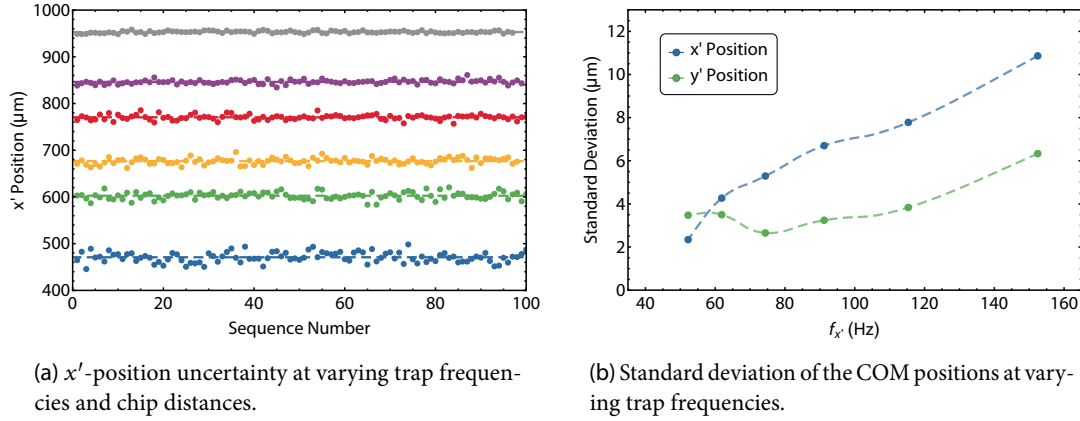 1000
900
800
700
600
500
400
0
20
40
60
80
100
x' Position (μm)
Sequence Number
12
10
8
6
4
2
0
40
60
80
100
120
140
160
Standard Deviation (μm)
fx' (Hz)
x' Position
y' Position
(a) x′-position uncertainty at varying trap frequen-
cies and chip distances.
(b) Standard deviation of the COM positions at vary-
ing trap frequencies.